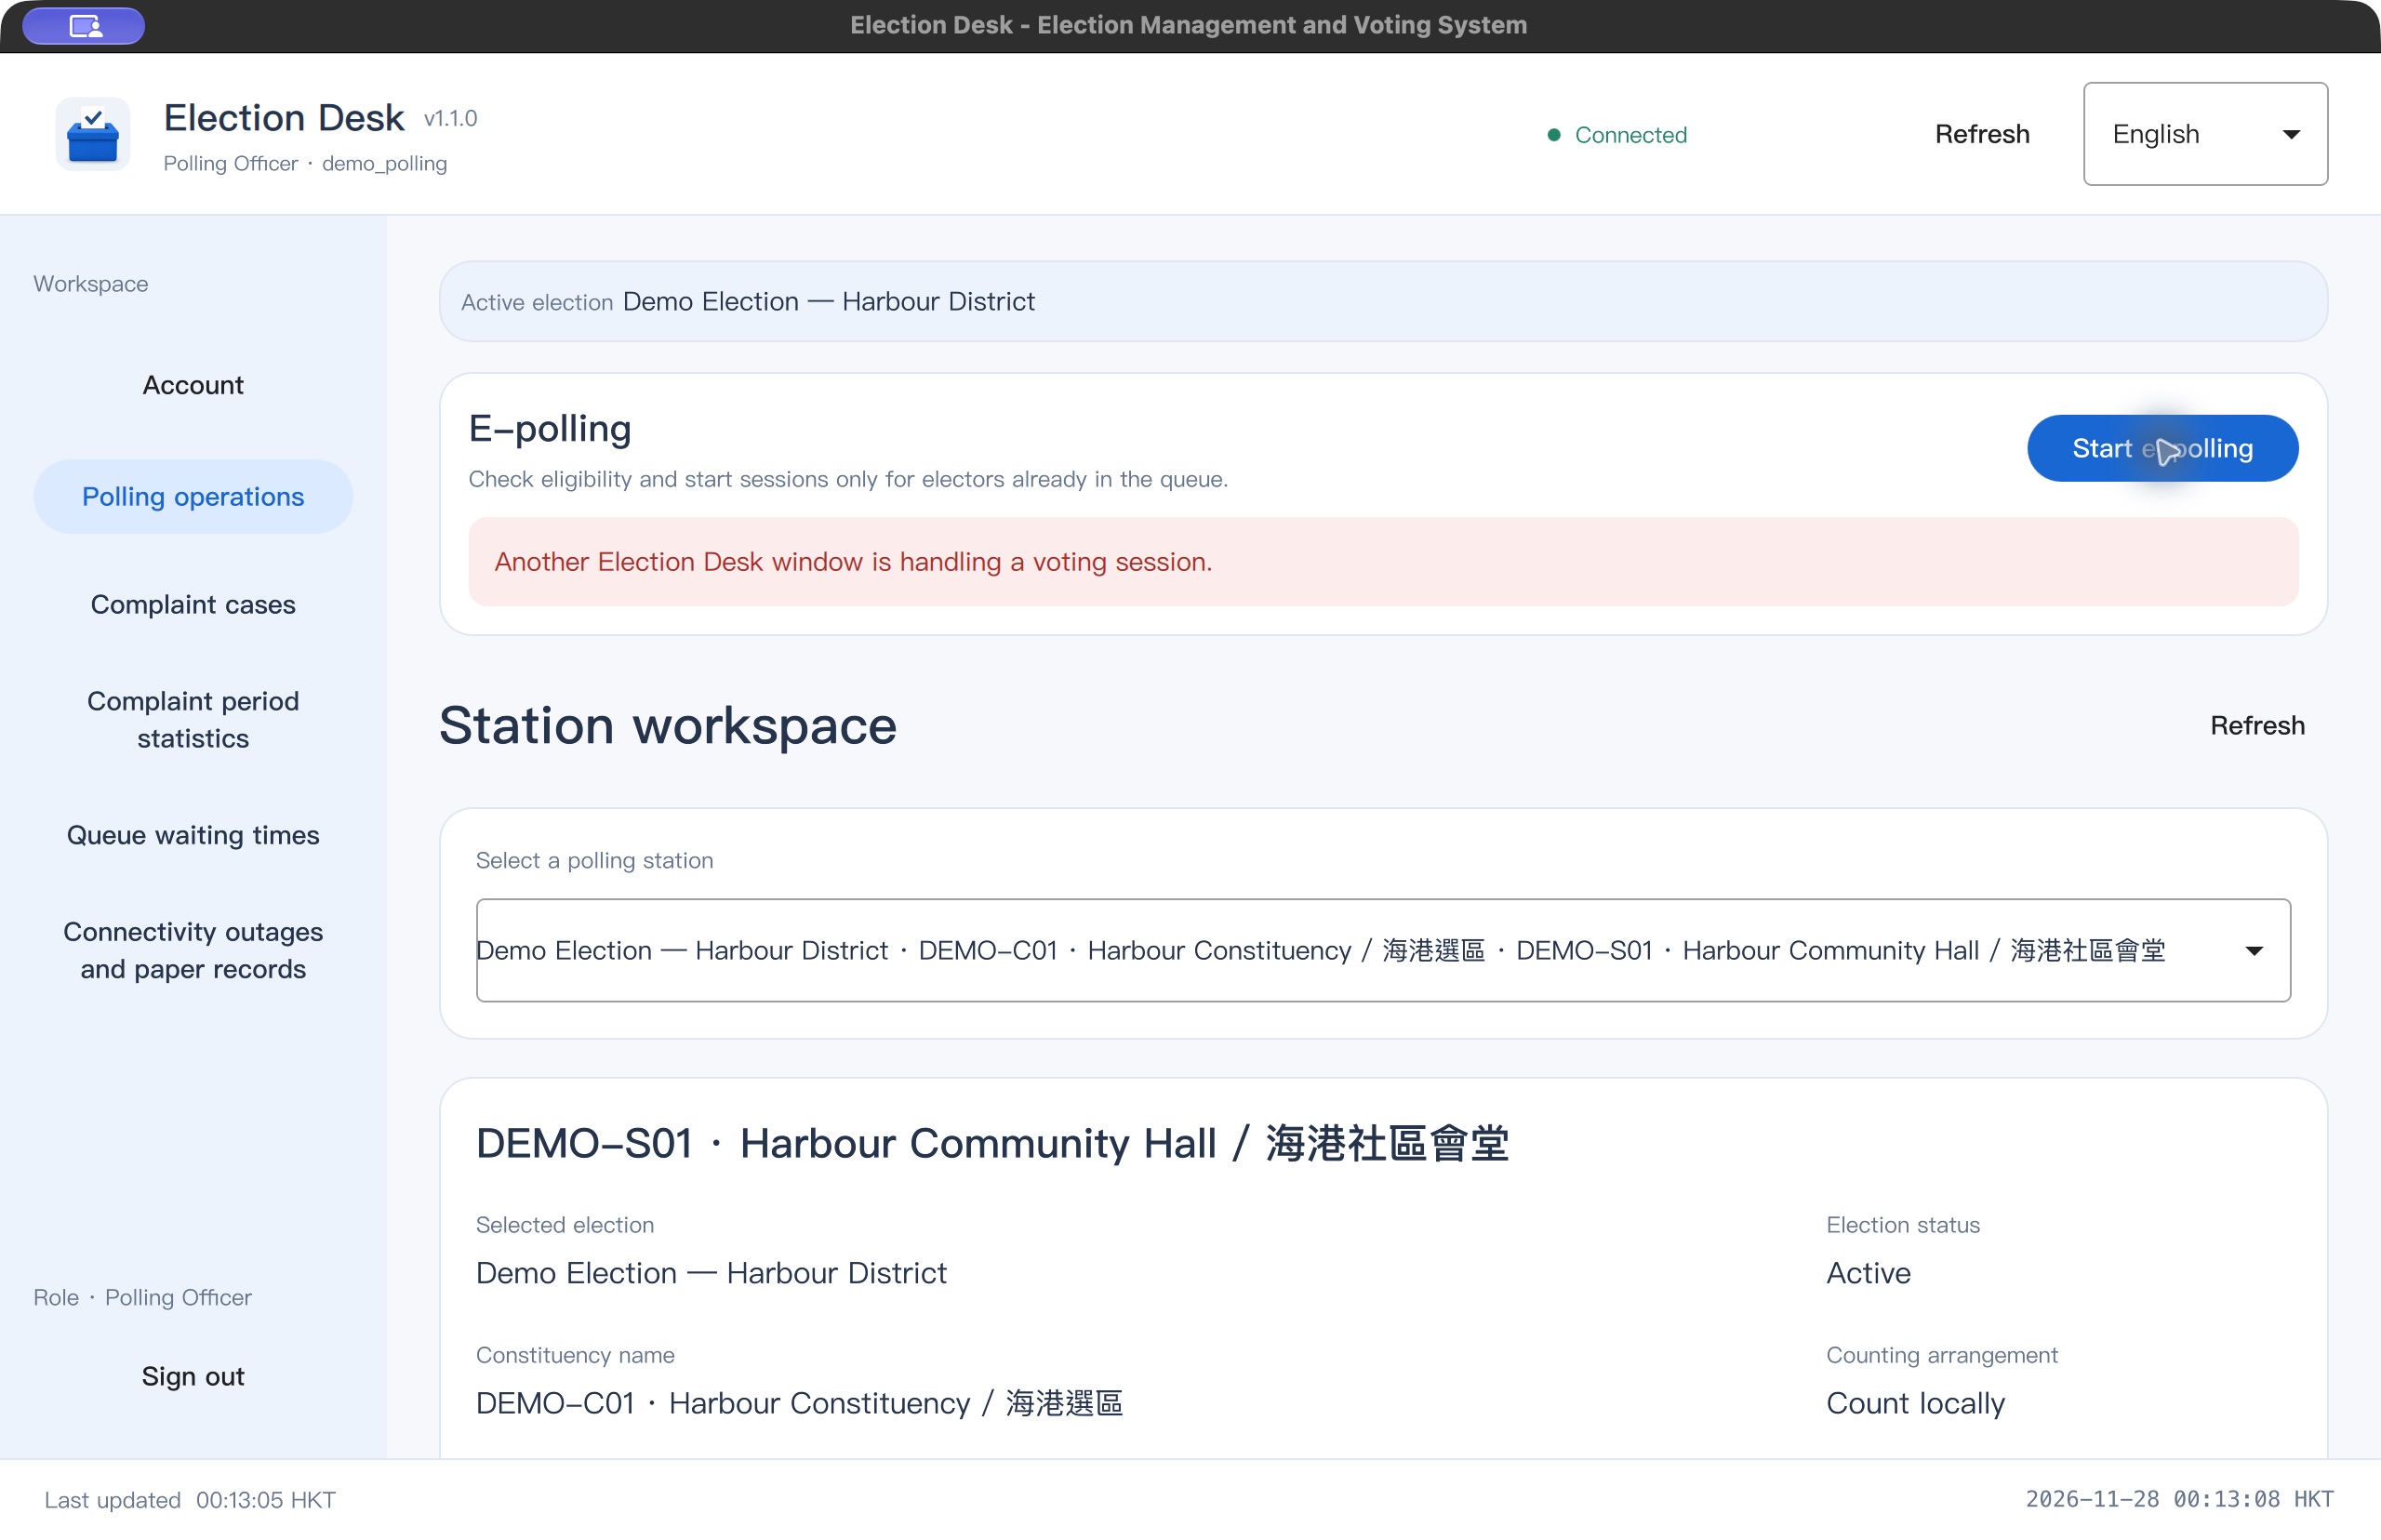 Election Desk - Election Management and Voting System
Election Desk v1.1.0
Polling Officer · demo_polling
Connected
Refresh
English
Workspace
Account
Polling operations
Complaint cases
Complaint period
statistics
Queue waiting times
Connectivity outages
and paper records
Role · Polling Officer
Sign out
Active election Demo Election — Harbour District
E-polling
Check eligibility and start sessions only for electors already in the queue.
Start e-polling
Another Election Desk window is handling a voting session.
Station workspace
Refresh
Select a polling station
Demo Election — Harbour District · DEMO-C01 · Harbour Constituency / 海港選區 · DEMO-S01 · Harbour Community Hall / 海港社區會堂
DEMO-S01 · Harbour Community Hall / 海港社區會堂
Selected election
Demo Election — Harbour District
Election status
Active
Constituency name
DEMO-C01 · Harbour Constituency / 海港選區
Counting arrangement
Count locally
Last updated 00:13:05 HKT
2026-11-28 00:13:08 HKT